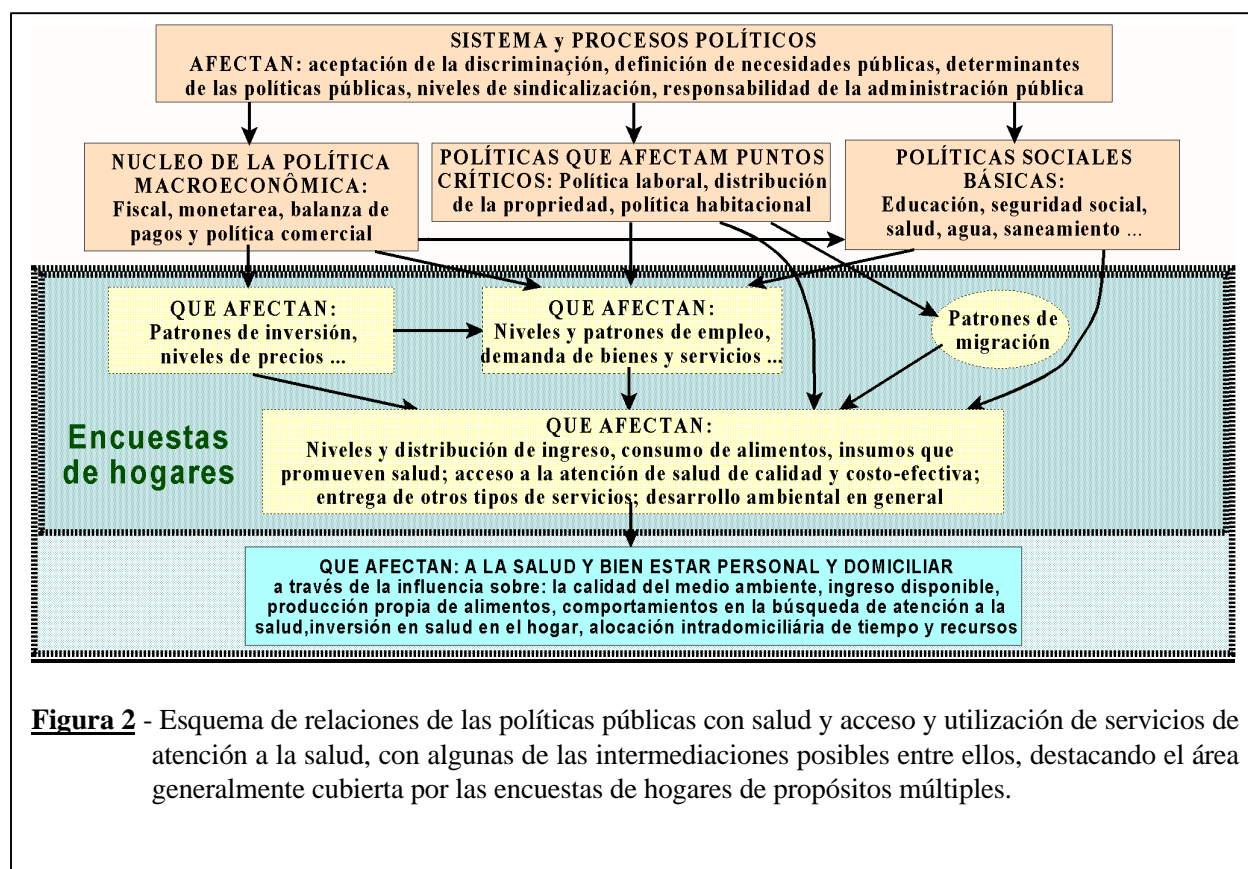 SISTEMA y PROCESOS POLÍTICOS
AFECTAN: aceptación de la discriminaçión, definición de necesidades públicas, determinantes
de las políticas públicas, niveles de sindicalización, responsabilidad de la administración pública
NUCLEO DE LA POLÍTICA
MACROECONÔMICA:
Fiscal, monetarea, balanza de
pagos y política comercial
POLÍTICAS QUE AFECTAM PUNTOS
CRÍTICOS: Política laboral, distribución
de la propriedad, política habitacional
POLÍTICAS SOCIALES
BÁSICAS:
Educación, seguridad social,
salud, agua, saneamiento ...
QUE AFECTAN:
Patrones de inversión,
niveles de precios ...
QUE AFECTAN:
Niveles y patrones de empleo,
demanda de bienes y servicios ...
Patrones de
migración
Encuestas
de hogares
QUE AFECTAN:
Niveles y distribución de ingreso, consumo de alimentos, insumos que
promueven salud; acceso a la atención de salud de calidad y costo-efectiva;
entrega de otros tipos de servicios; desarrollo ambiental en general
QUE AFECTAN: A LA SALUD Y BIEN ESTAR PERSONAL Y DOMICILIAR
a través de la influencia sobre: la calidad del medio ambiente, ingreso disponible,
producción propia de alimentos, comportamientos en la búsqueda de atención a la
salud,inversión en salud en el hogar, alocación intradomiciliária de tiempo y recursos
Figura 2 - Esquema de relaciones de las políticas públicas con salud y acceso y utilización de servicios de
atención a la salud, con algunas de las intermediaciones posibles entre ellos, destacando el área
generalmente cubierta por las encuestas de hogares de propósitos múltiples.